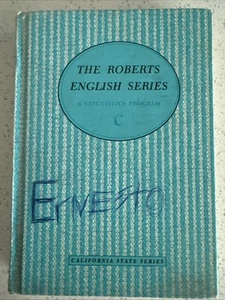 THE ROBERTS
ENGLISH SERIES
A LINGUISTICS PROGRAM
C
ERNESTO
CALIFORNIA STATE SERIES